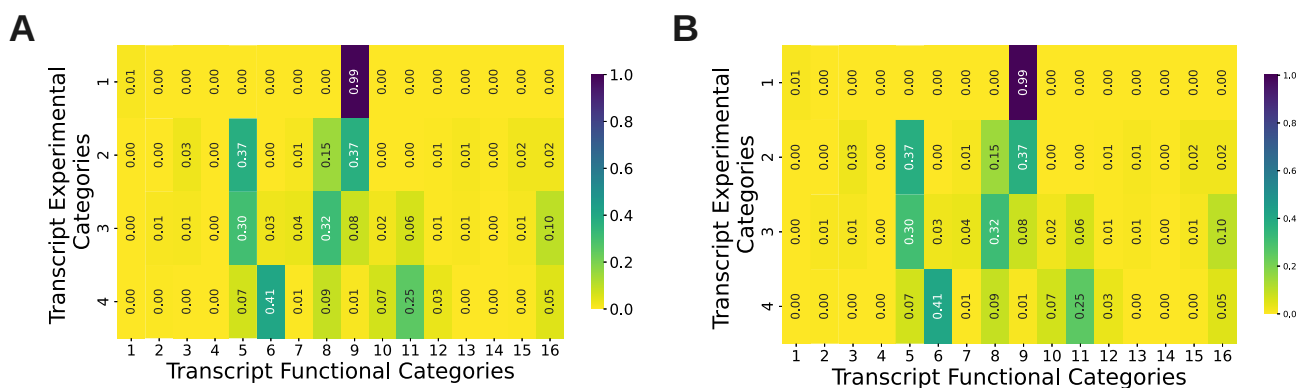 A
B
Transcript Experimental
Categories
1 0.01 0.00 0.00 0.00 0.00 0.00 0.00 0.00 0.99 0.00 0.00 0.00 0.00 0.00 0.00 0.00
2 0.00 0.00 0.03 0.00 0.37 0.00 0.01 0.15 0.37 0.00 0.00 0.00 0.01 0.00 0.02 0.02
3 0.00 0.01 0.01 0.00 0.30 0.03 0.04 0.32 0.08 0.02 0.06 0.01 0.01 0.00 0.01 0.10
4 0.00 0.00 0.00 0.00 0.07 0.41 0.01 0.09 0.01 0.07 0.25 0.03 0.00 0.00 0.00 0.05
1 2 3 4 5 6 7 8 9 10 11 12 13 14 15 16
Transcript Functional Categories
1.0
0.8
0.6
0.4
0.2
0.0
Transcript Experimental
Categories
1 0.01 0.00 0.00 0.00 0.00 0.00 0.00 0.00 0.99 0.00 0.00 0.00 0.00 0.00 0.00 0.00
2 0.00 0.00 0.03 0.00 0.37 0.00 0.01 0.15 0.37 0.00 0.00 0.00 0.01 0.00 0.02 0.02
3 0.00 0.01 0.01 0.00 0.30 0.03 0.04 0.32 0.08 0.02 0.06 0.01 0.01 0.00 0.01 0.10
4 0.00 0.00 0.00 0.00 0.07 0.41 0.01 0.09 0.01 0.07 0.25 0.03 0.00 0.00 0.00 0.05
1 2 3 4 5 6 7 8 9 10 11 12 13 14 15 16
Transcript Functional Categories
1.0
0.8
0.6
0.4
0.2
0.0